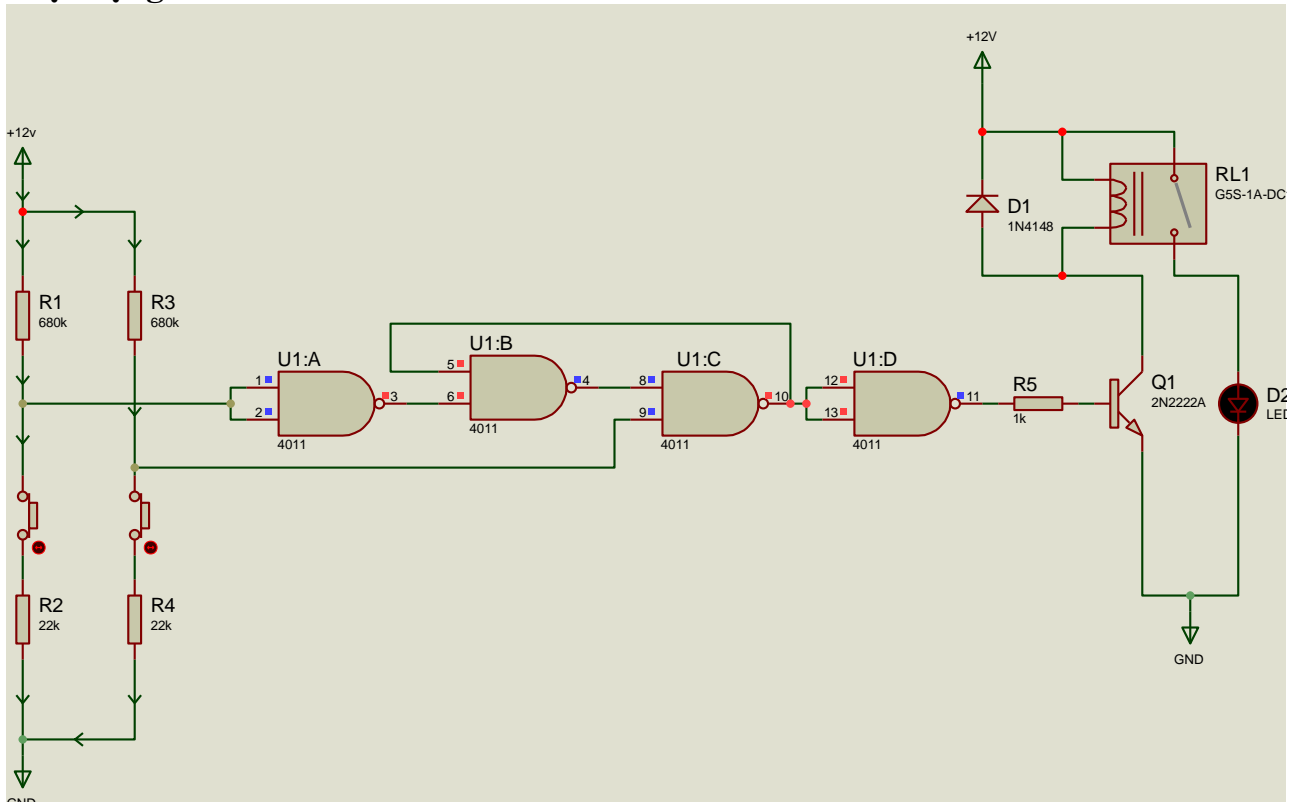 +12V
+12v
RL1
G5S-1A-DC
D1
1N4148
R1
680k
R3
680k
U1:A
1
2
3
4011
U1:B
5
6
4
4011
U1:C
8
9
10
4011
U1:D
12
13
11
4011
R5
1k
Q1
2N2222A
D2
LED
R2
22k
R4
22k
GND
GND